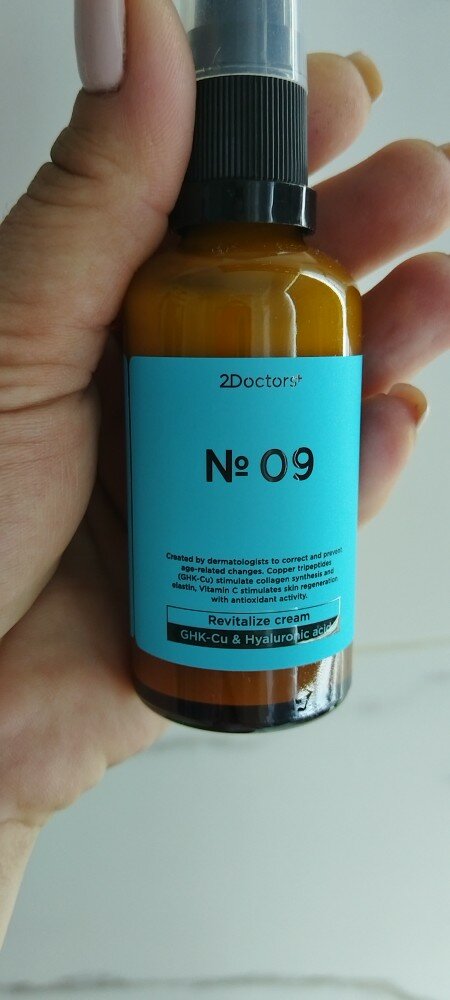 2Doctors+
№ 09
Created by dermatologists to correct and prevent
age-related changes. Copper tripeptides
(GHK-Cu) stimulate collagen synthesis and
elastin, Vitamin C stimulates skin regeneration
with antioxidant activity.
Revitalize cream
GHK-Cu & Hyaluronic acid